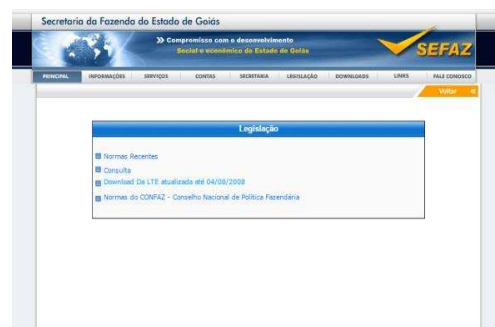 Secretaria da Fazenda do Estado de Goiás
Compromisso com o desenvolvimento
Social e econômico do Estado de Goiás
SEFAZ
PRINCIPAL INFORMAÇÕES SERVIÇOS CONTAS SECRETARIA LEGISLAÇÃO DOWNLOADS LINKS FALE CONOSCO
Voltar «
Legislação
Normas Recentes
Consulta
Download Da LTE atualizada até 04/08/2008
Normas do CONFAZ - Conselho Nacional de Política Fazendária